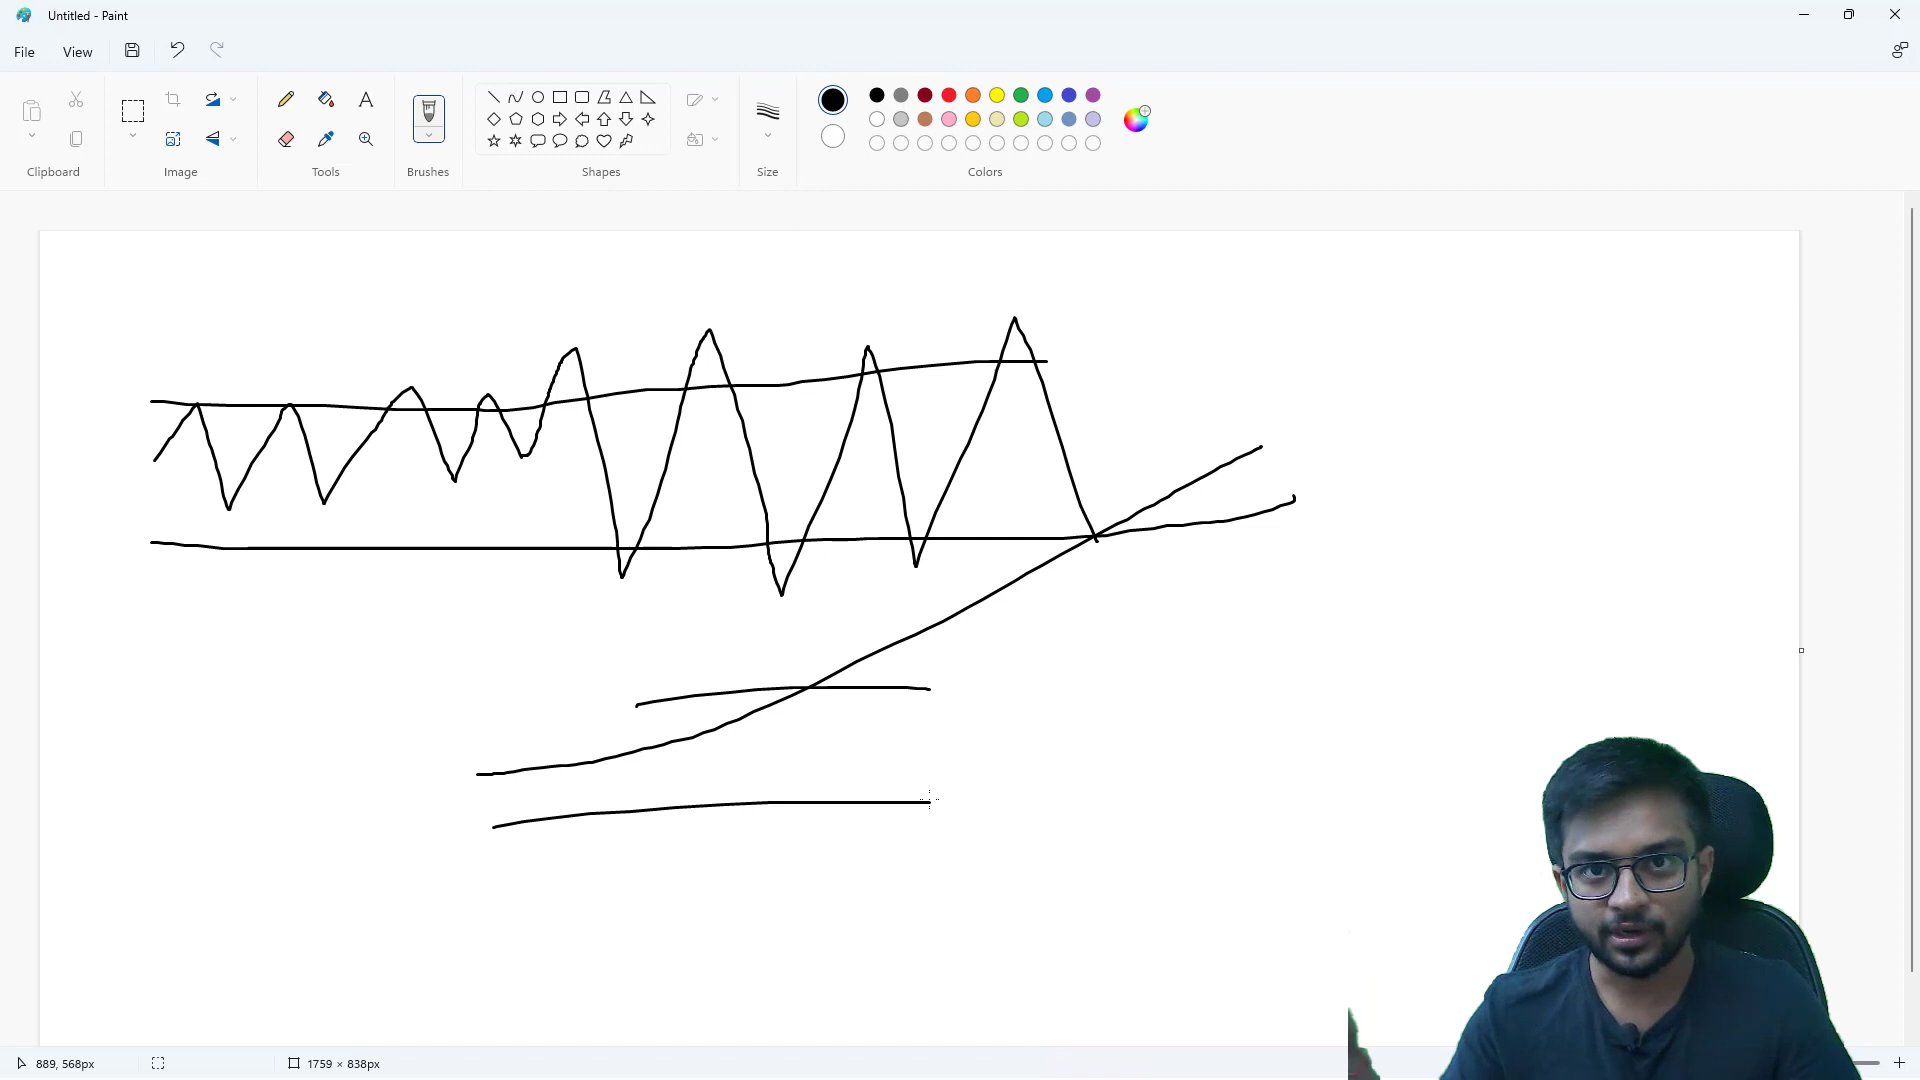 Untitled - Paint
File
View
Clipboard
Image
Tools
Brushes
Shapes
Size
Colors
889, 568px
1759 × 838px